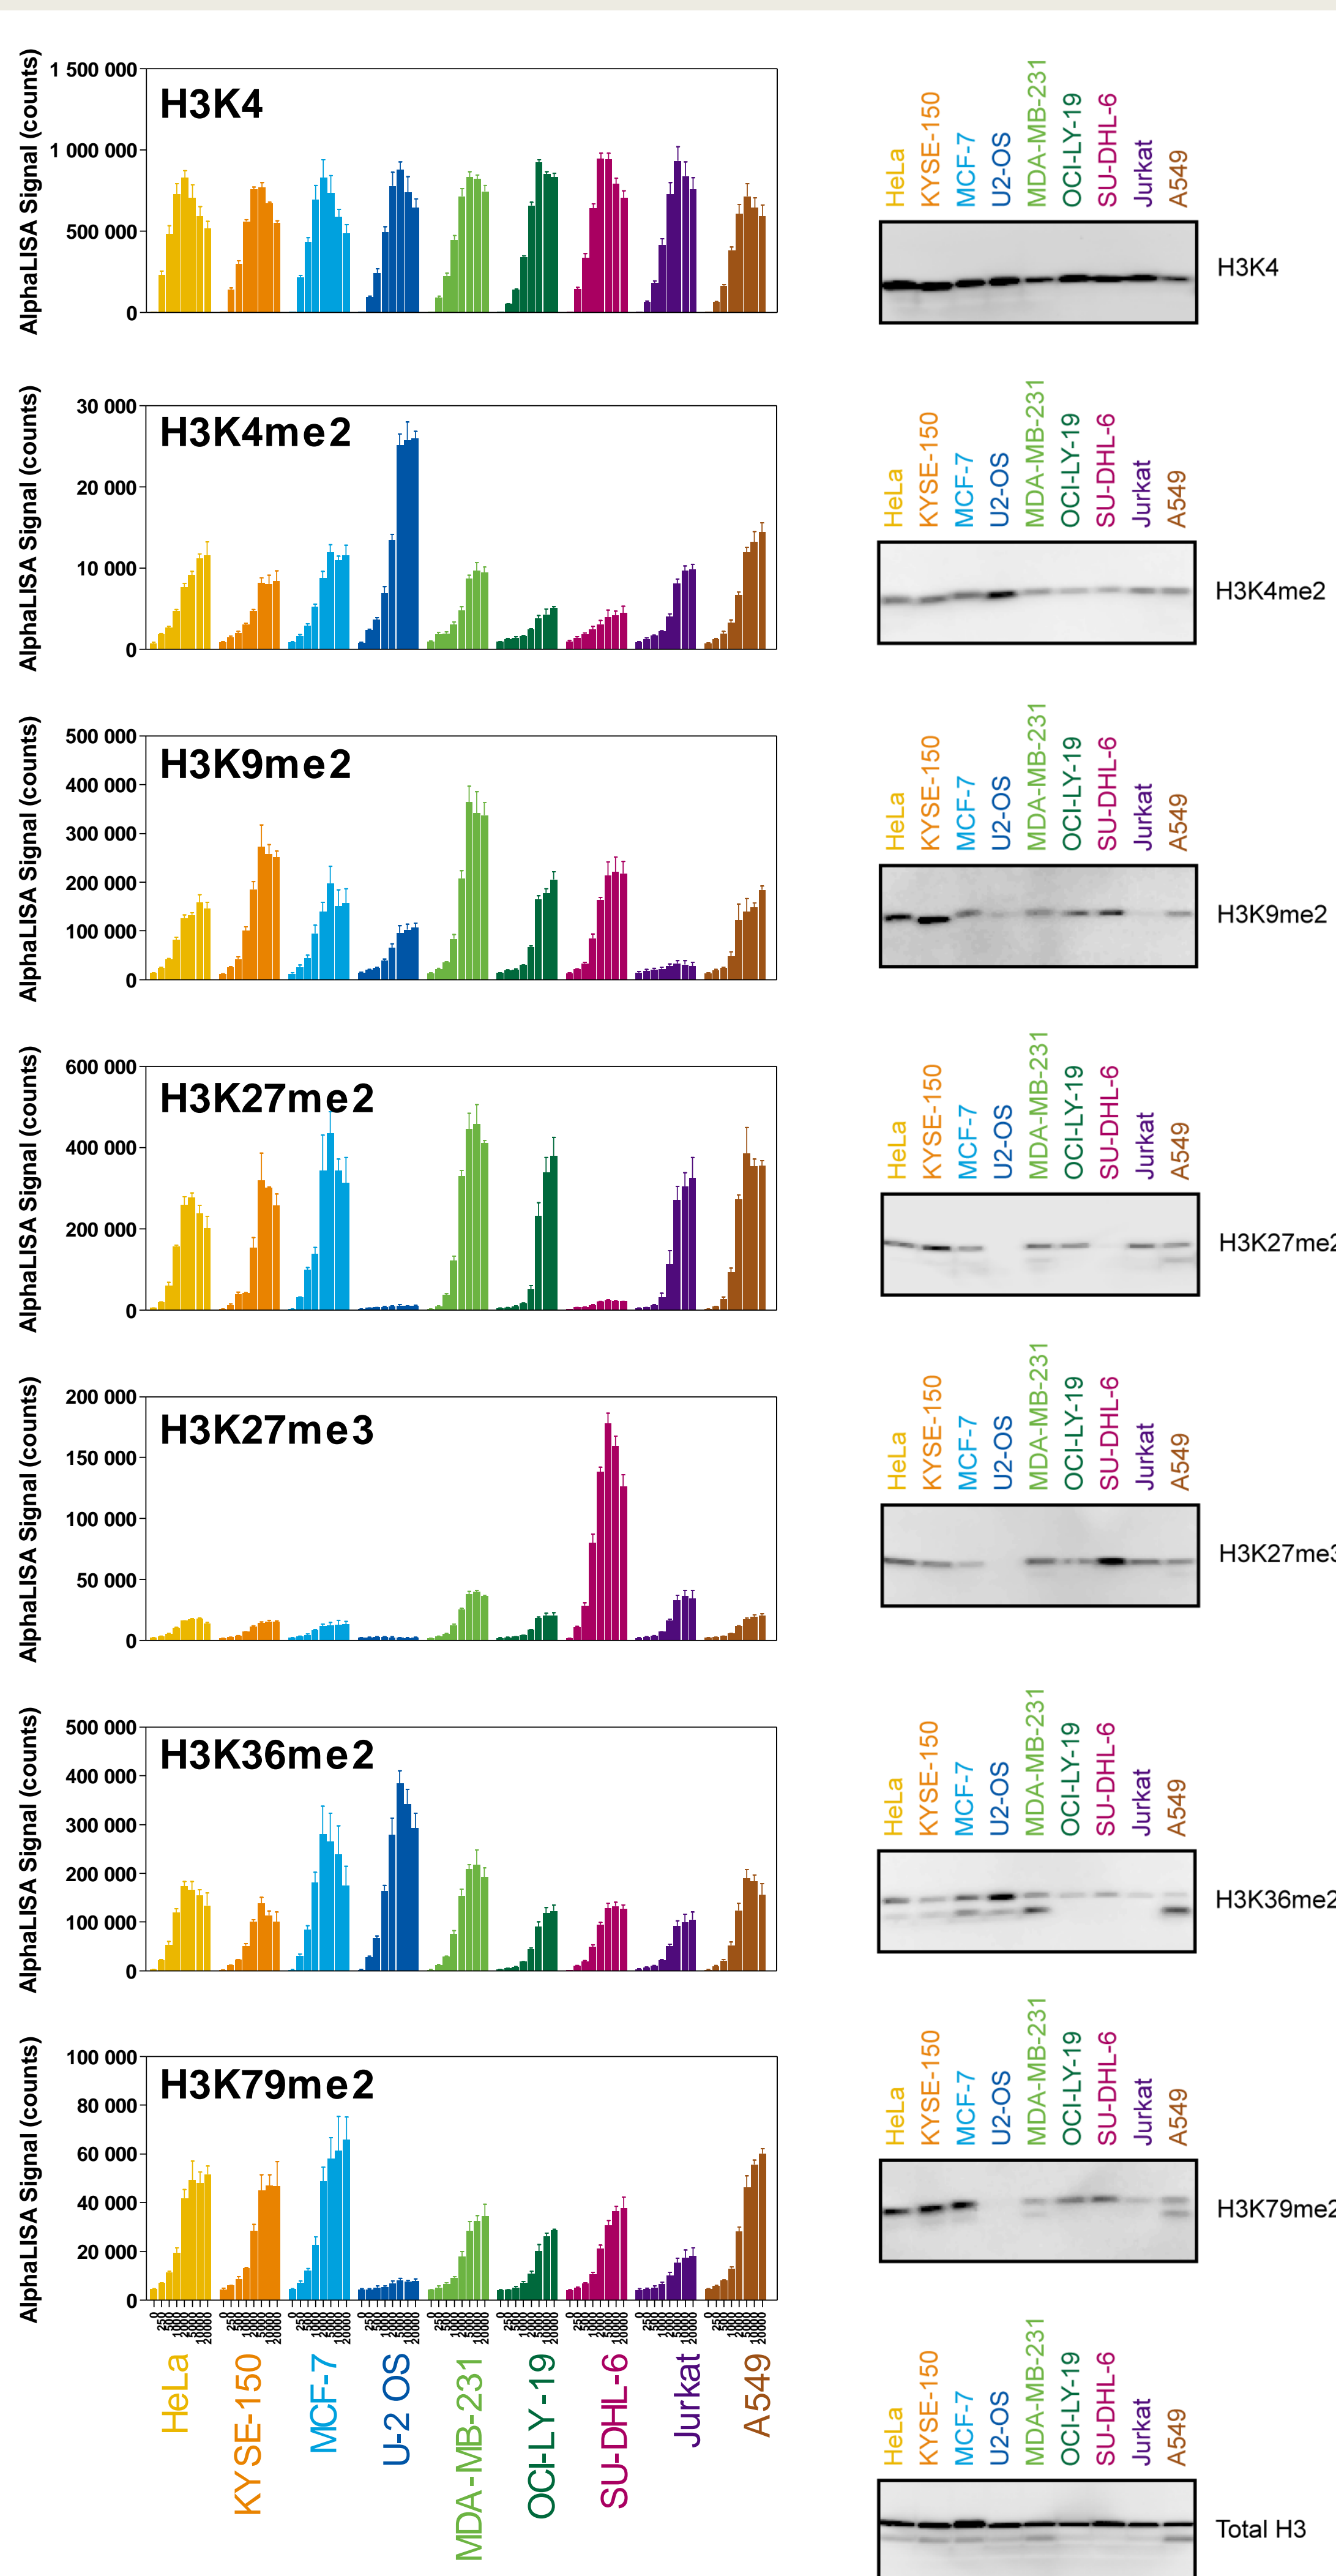 AlphaLISA Signal (counts)
1 500 000
1 000 000
500 000
0
H3K4
HeLa
KYSE-150
MCF-7
U2-OS
MDA-MB-231
OCI-LY-19
SU-DHL-6
Jurkat
A549
H3K4
AlphaLISA Signal (counts)
30 000
20 000
10 000
0
H3K4me2
HeLa
KYSE-150
MCF-7
U2-OS
MDA-MB-231
OCI-LY-19
SU-DHL-6
Jurkat
A549
H3K4me2
AlphaLISA Signal (counts)
500 000
400 000
300 000
200 000
100 000
0
H3K9me2
HeLa
KYSE-150
MCF-7
U2-OS
MDA-MB-231
OCI-LY-19
SU-DHL-6
Jurkat
A549
H3K9me2
AlphaLISA Signal (counts)
600 000
400 000
200 000
0
H3K27me2
HeLa
KYSE-150
MCF-7
U2-OS
MDA-MB-231
OCI-LY-19
SU-DHL-6
Jurkat
A549
H3K27me2
AlphaLISA Signal (counts)
200 000
150 000
100 000
50 000
0
H3K27me3
HeLa
KYSE-150
MCF-7
U2-OS
MDA-MB-231
OCI-LY-19
SU-DHL-6
Jurkat
A549
H3K27me3
AlphaLISA Signal (counts)
500 000
400 000
300 000
200 000
100 000
0
H3K36me2
HeLa
KYSE-150
MCF-7
U2-OS
MDA-MB-231
OCI-LY-19
SU-DHL-6
Jurkat
A549
H3K36me2
AlphaLISA Signal (counts)
100 000
80 000
60 000
40 000
20 000
0
H3K79me2
HeLa
KYSE-150
MCF-7
U2-OS
MDA-MB-231
OCI-LY-19
SU-DHL-6
Jurkat
A549
H3K79me2
HeLa
KYSE-150
MCF-7
U-2 OS
MDA-MB-231
OCI-LY-19
SU-DHL-6
Jurkat
A549
HeLa
KYSE-150
MCF-7
U2-OS
MDA-MB-231
OCI-LY-19
SU-DHL-6
Jurkat
A549
Total H3